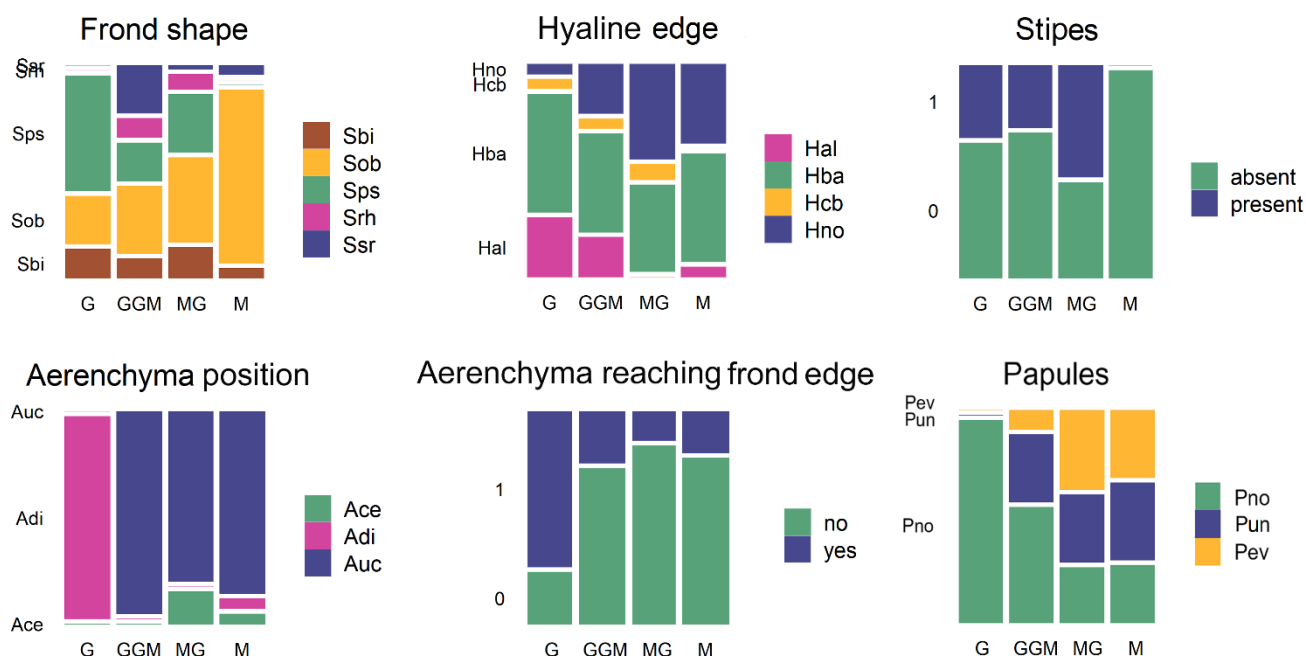 Frond shape
Ssr
Srh
Sps
Sob
Sbi
G GGM MG M
Sbi
Sob
Sps
Srh
Ssr
Hyaline edge
Hno
Hcb
Hba
Hal
G GGM MG M
Hal
Hba
Hcb
Hno
Stipes
1
0
G GGM MG M
absent
present
Aerenchyma position
Auc
Adi
Ace
G GGM MG M
Ace
Adi
Auc
Aerenchyma reaching frond edge
1
0
G GGM MG M
no
yes
Papules
Pev
Pun
Pno
G GGM MG M
Pno
Pun
Pev